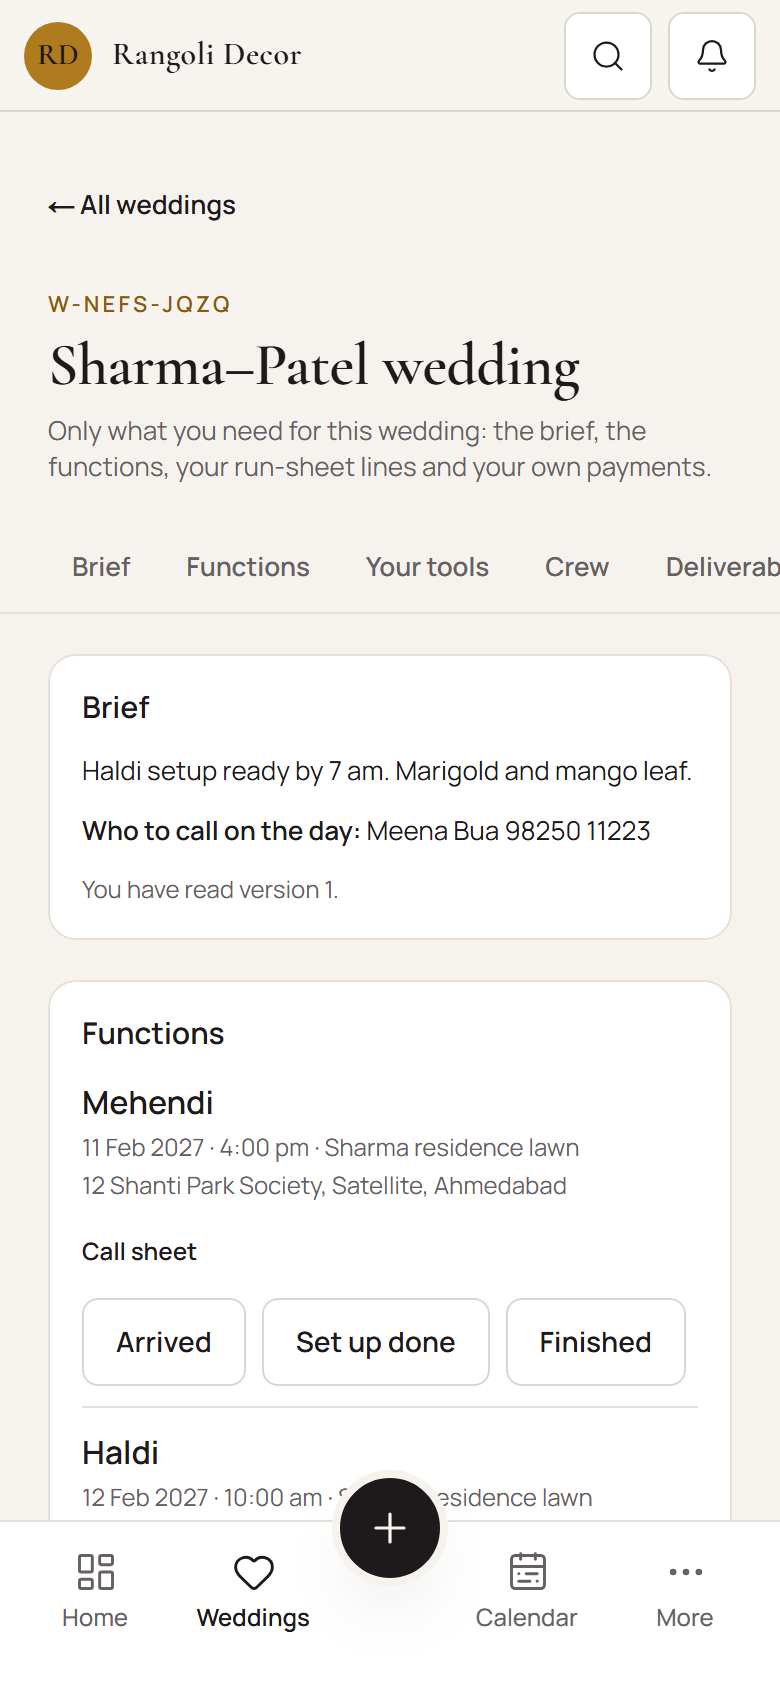 RD
Rangoli Decor
← All weddings
W-NEFS-JQZQ
Sharma–Patel wedding
Only what you need for this wedding: the brief, the
functions, your run-sheet lines and your own payments.
Brief Functions Your tools Crew Deliverab
Brief
Haldi setup ready by 7 am. Marigold and mango leaf.
Who to call on the day: Meena Bua 98250 11223
You have read version 1.
Functions
Mehendi
11 Feb 2027 · 4:00 pm · Sharma residence lawn
12 Shanti Park Society, Satellite, Ahmedabad
Call sheet
Arrived Set up done Finished
Haldi
12 Feb 2027 · 10:00 am · esidence lawn
Home Weddings Calendar More